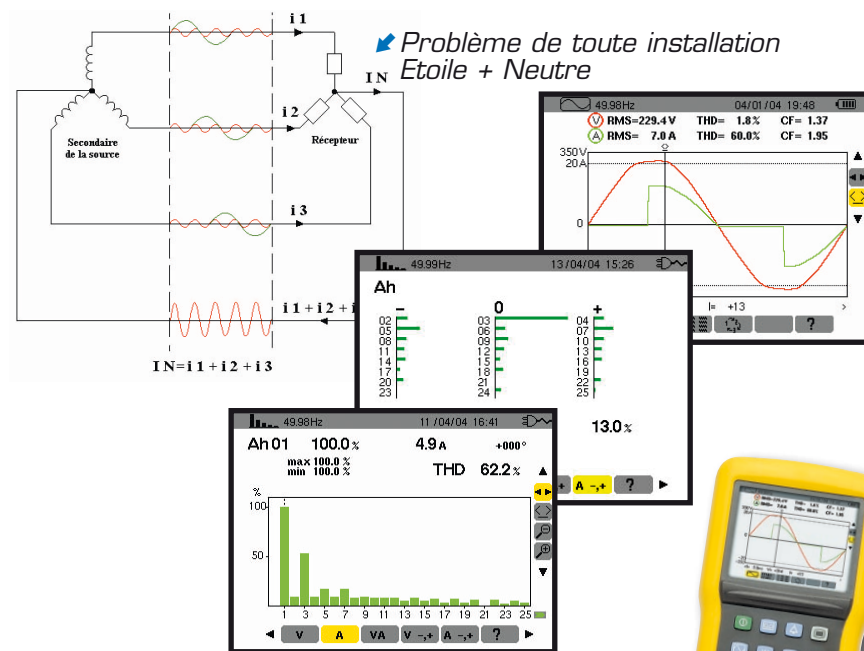 Problème de toute installation
Etoile + Neutre
i 1
I N
i 2
Secondaire
de la source
Récepteur
i 3
i 1 + i 2 + i
I N = i 1 + i 2 + i 3
49.98Hz 04/01/04 19:48
V RMS=229.4V THD= 1.8% CF= 1.37
A RMS= 7.0A THD= 60.0% CF= 1.95
350V
20A
0
|= +13 >
?
49.99Hz 13/04/04 15:26
Ah
- 0 +
02 03 04
05 06 07
08 09 10
11 12 13
14 15 16
17 18 19
20 21 22
23 24 25
13.0%
+ A -,+ ?
49.98Hz 11/04/04 16:41
Ah 01 100.0% 4.9A +000°
max 100.0 %
min 100.0 %
THD 62.2%
%
100
50
1 3 5 7 9 11 13 15 17 19 21 23 25
V A VA V -,+ A -,+ ?